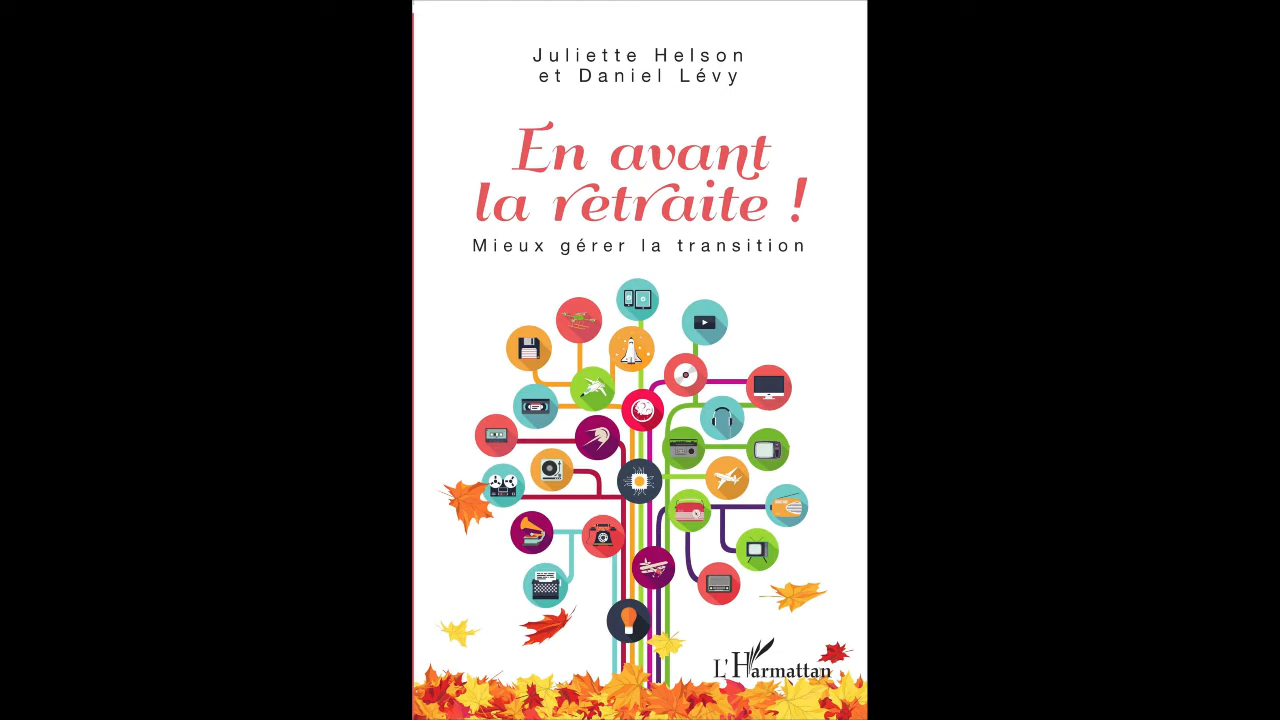 Juliette Helson
et Daniel Lévy
En avant
la retraite !
Mieux gérer la transition
L'Harmattan